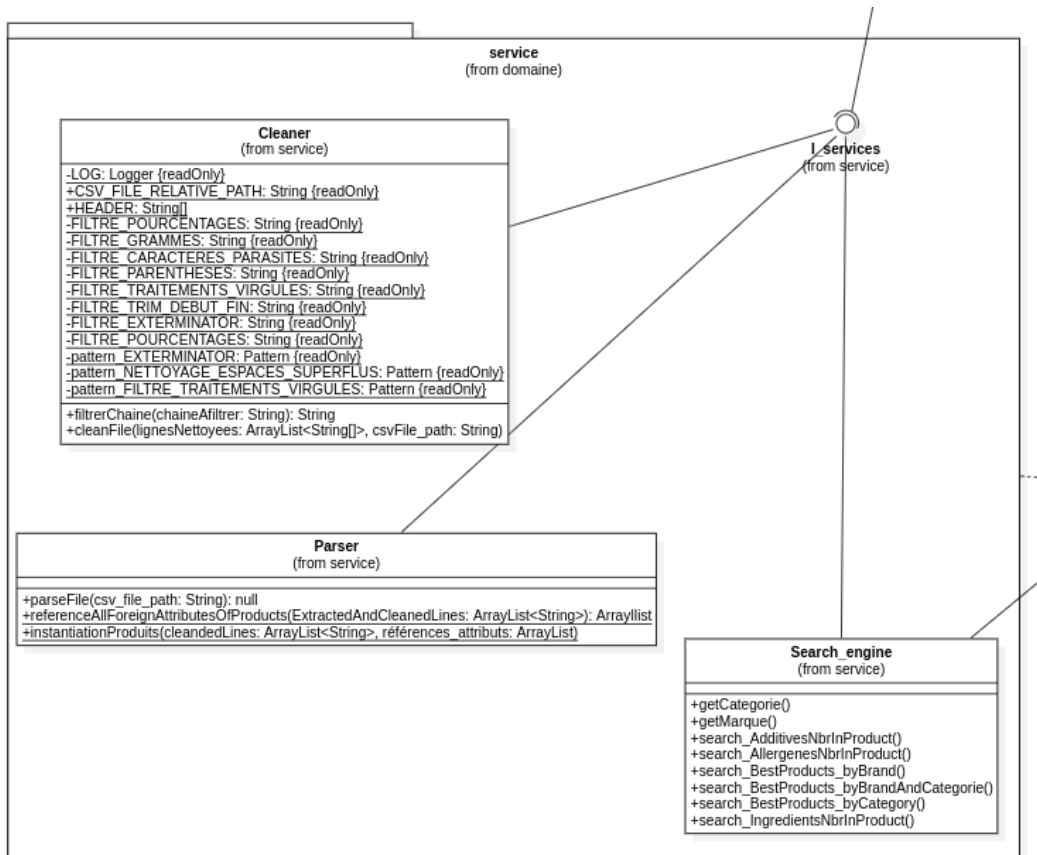 service
(from domaine)
Cleaner
(from service)
-LOG: Logger {readOnly}
+CSV_FILE_RELATIVE_PATH: String {readOnly}
+HEADER: String[]
-FILTRE_POURCENTAGES: String {readOnly}
-FILTRE_GRAMMES: String {readOnly}
-FILTRE_CARACTERES_PARASITES: String {readOnly}
-FILTRE_PARENTHESES: String {readOnly}
-FILTRE_TRAITEMENTS_VIRGULES: String {readOnly}
-FILTRE_TRIM_DEBUT_FIN: String {readOnly}
-FILTRE_EXTERMINATOR: String {readOnly}
-FILTRE_POURCENTAGES: String {readOnly}
-pattern_EXTERMINATOR: Pattern {readOnly}
-pattern_NETTOYAGE_ESPACES_SUPERFLUS: Pattern {readOnly}
-pattern_FILTRE_TRAITEMENTS_VIRGULES: Pattern {readOnly}
+filtrerChaine(chaineAfiltrer: String): String
+cleanFile(lignesNettoyees: ArrayList<String[]>, csvFile_path: String)
I_services
(from service)
Parser
(from service)
+parseFile(csv_file_path: String): null
+referenceAllForeignAttributesOfProducts(ExtractedAndCleanedLines: ArrayList<String>): Arrayllist
+instantiationProduits(cleandedLines: ArrayList<String>, références_attributs: ArrayList)
Search_engine
(from service)
+getCategorie()
+getMarque()
+search_AdditivesNbrInProduct()
+search_AllergenesNbrInProduct()
+search_BestProducts_byBrand()
+search_BestProducts_byBrandAndCategorie()
+search_BestProducts_byCategory()
+search_IngredientsNbrInProduct()